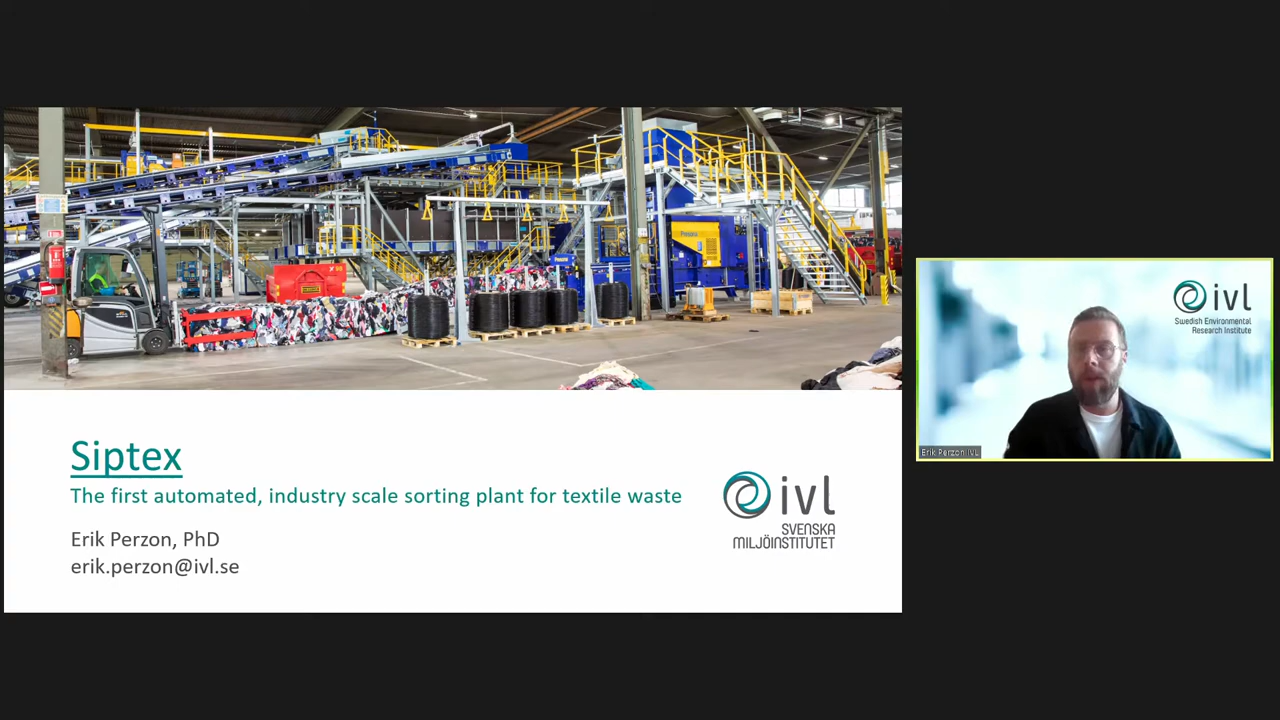 Siptex
The first automated, industry scale sorting plant for textile waste
Erik Perzon, PhD
erik.perzon@ivl.se
ivl
SVENSKA
MILJÖINSTITUTET
ivl
Swedish Environmental
Research Institute
Erik Perzon IVL